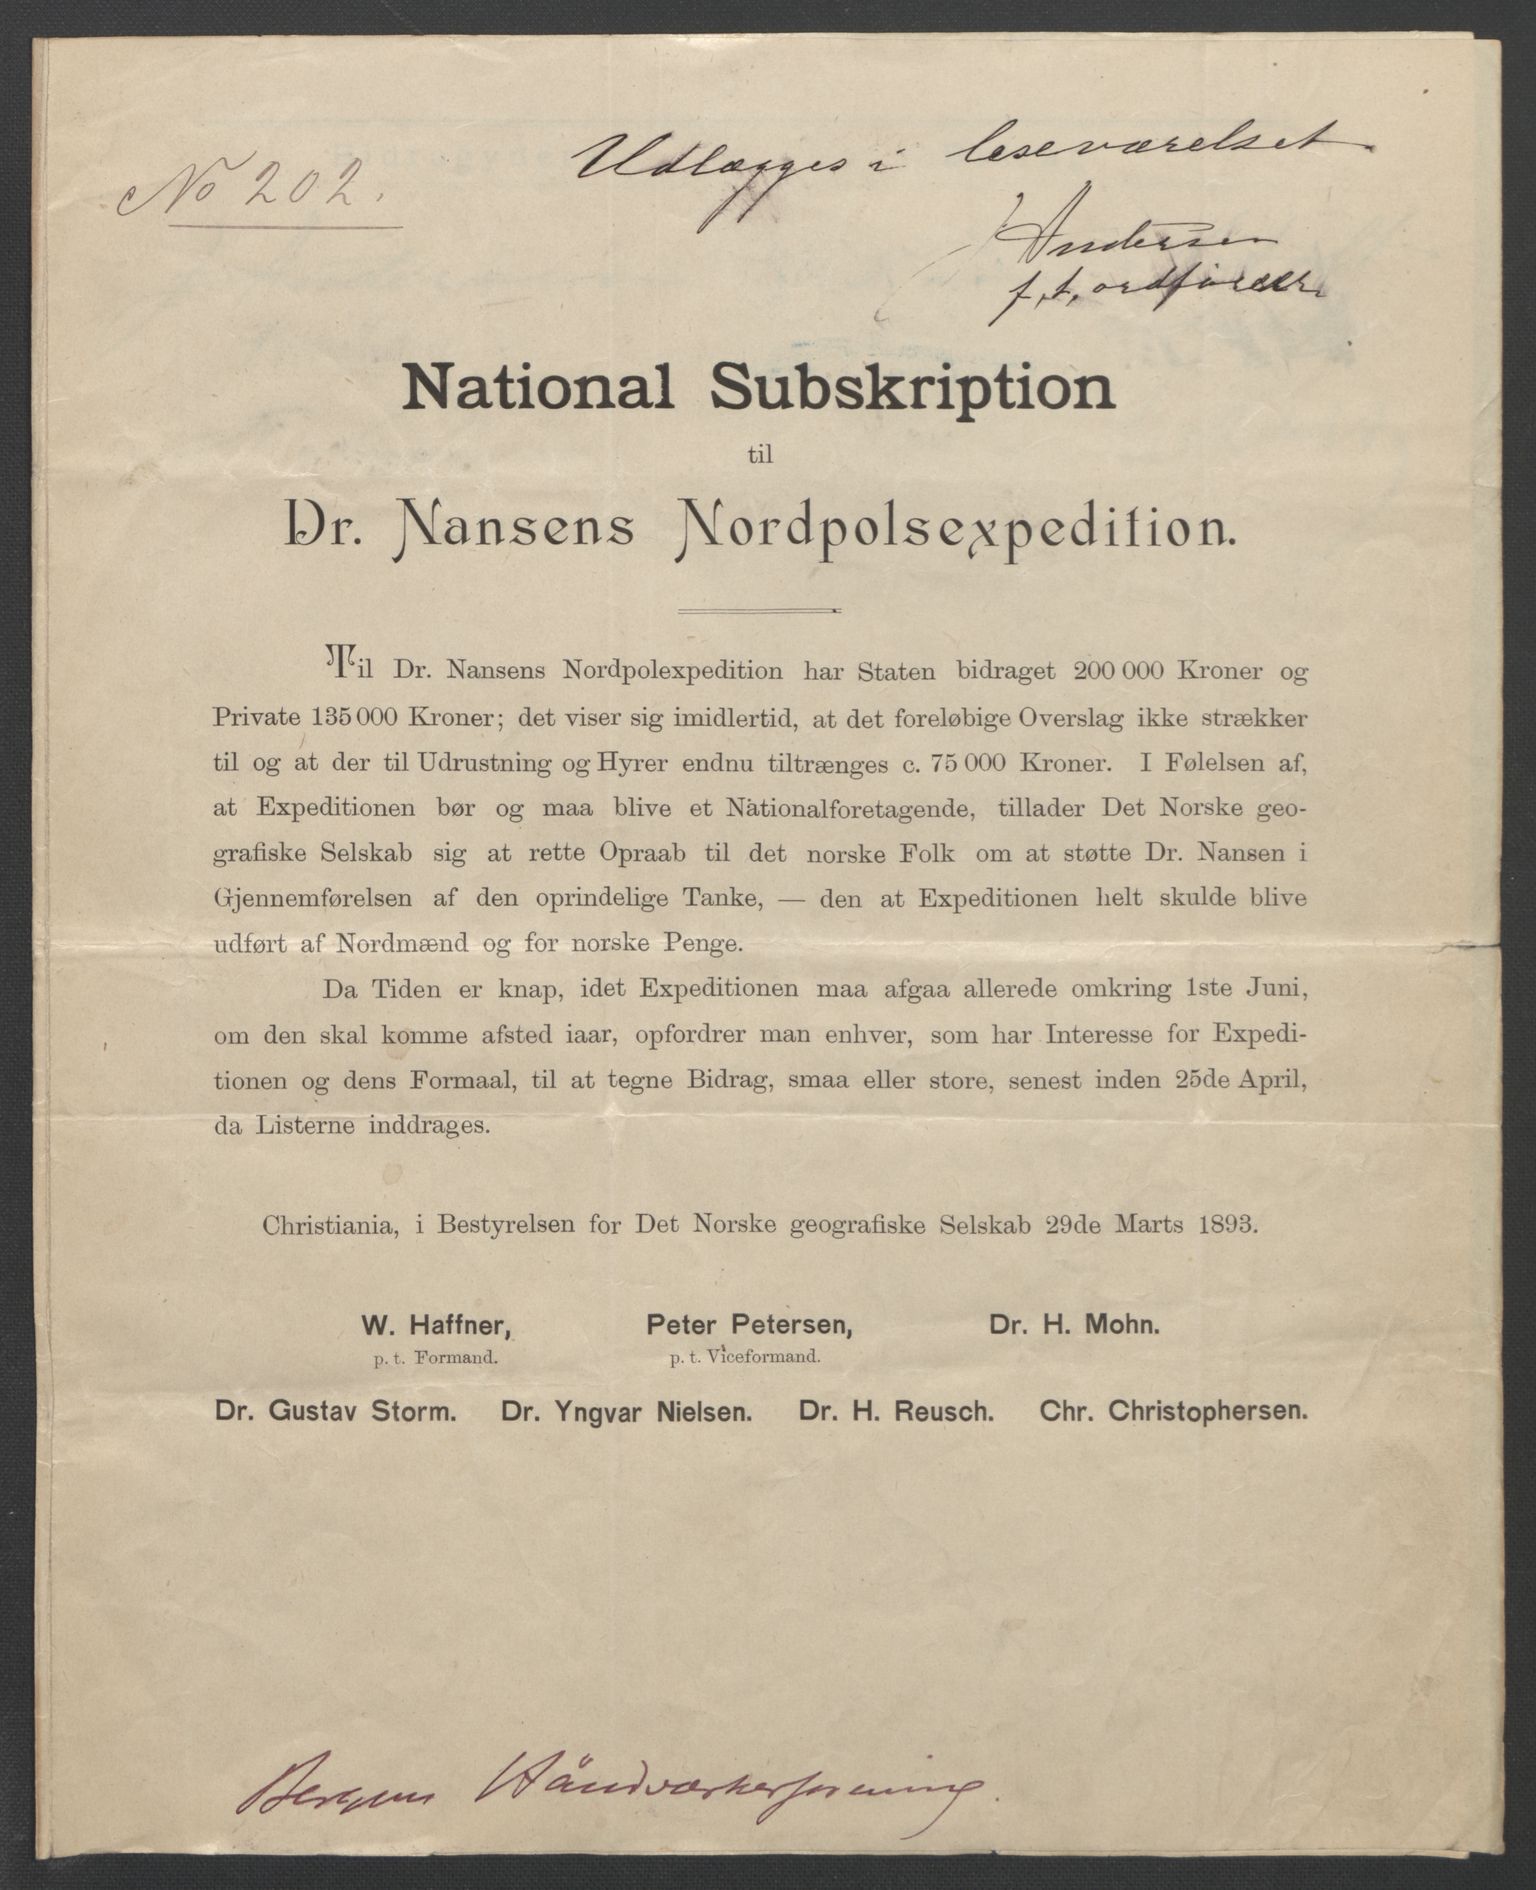 No 202.
Udlægges i leseværelset.
Andersen
f. t. ordfører
National Subskription
til
Dr. Nansens Nordpolsexpedition.
Til Dr. Nansens Nordpolexpedition har Staten bidraget 200 000 Kroner og
Private 135 000 Kroner; det viser sig imidlertid, at det foreløbige Overslag ikke strækker
til og at der til Udrustning og Hyrer endnu tiltrænges c. 75 000 Kroner. I Følelsen af,
at Expeditionen bør og maa blive et Nationalforetagende, tillader Det Norske geo-
grafiske Selskab sig at rette Opraab til det norske Folk om at støtte Dr. Nansen i
Gjennemførelsen af den oprindelige Tanke, — den at Expeditionen helt skulde blive
udført af Nordmænd og for norske Penge.
Da Tiden er knap, idet Expeditionen maa afgaa allerede omkring 1ste Juni,
om den skal komme afsted iaar, opfordrer man enhver, som har Interesse for Expedi-
tionen og dens Formaal, til at tegne Bidrag, smaa eller store, senest inden 25de April,
da Listerne inddrages.
Christiania, i Bestyrelsen for Det Norske geografiske Selskab 29de Marts 1893.
W. Haffner, Peter Petersen, Dr. H. Mohn.
p. t. Formand. p. t. Viceformand.
Dr. Gustav Storm. Dr. Yngvar Nielsen. Dr. H. Reusch. Chr. Christophersen.
Bergens Håndværkerforening.